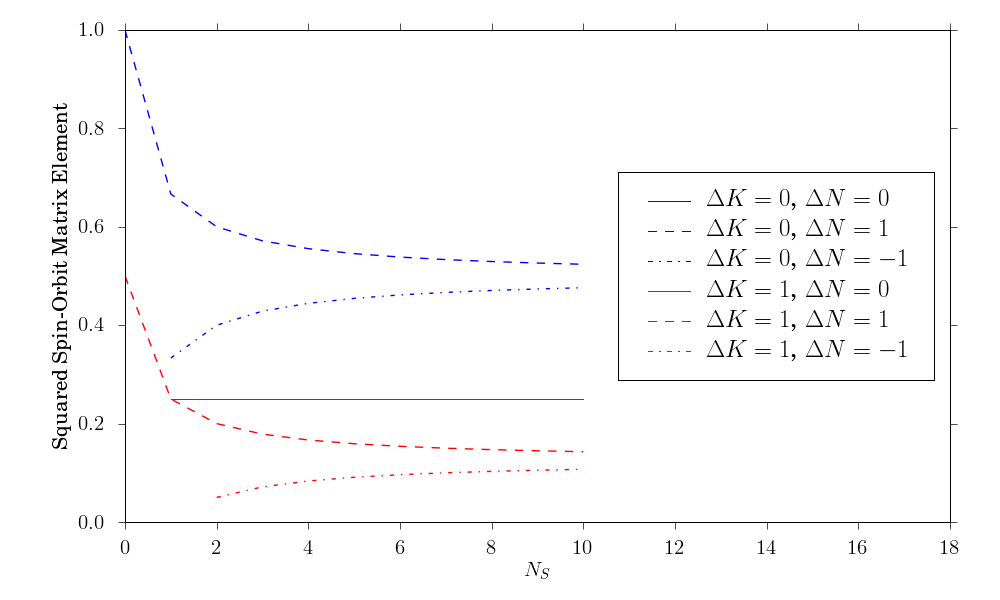 1.0
0.8
0.6
0.4
0.2
0.0
Squared Spin-Orbit Matrix Element
ΔK = 0, ΔN = 0
ΔK = 0, ΔN = 1
ΔK = 0, ΔN = −1
ΔK = 1, ΔN = 0
ΔK = 1, ΔN = 1
ΔK = 1, ΔN = −1
0 2 4 6 8 10 12 14 16 18
N_S